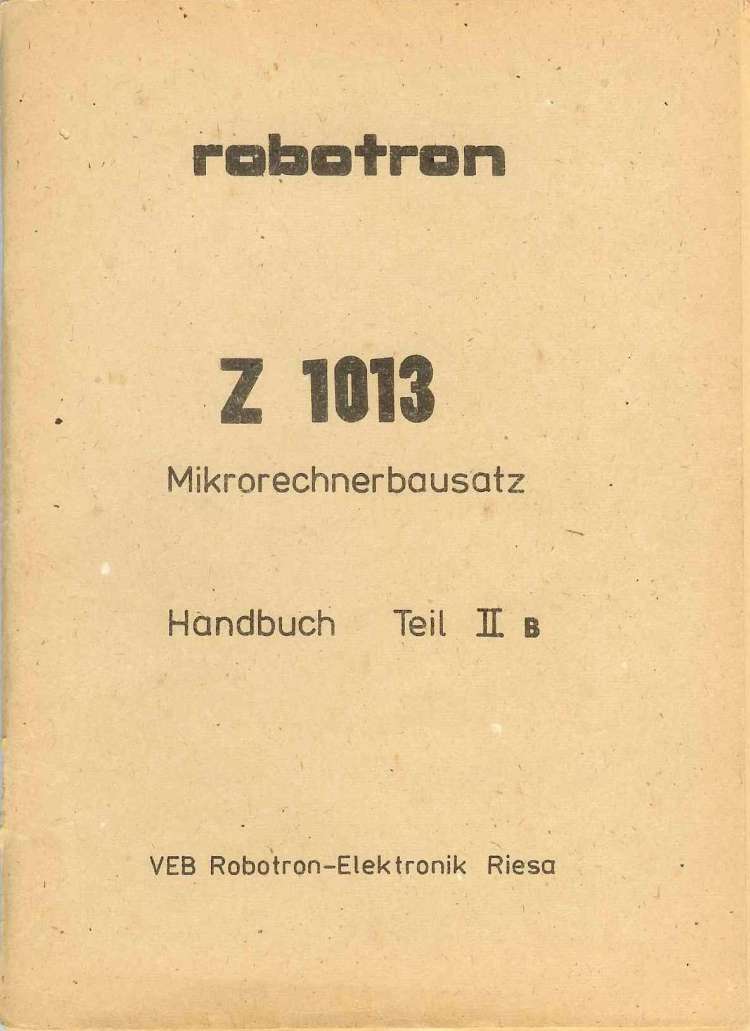 robotron
Z 1013
Mikrorechnerbausatz
Handbuch Teil II B
VEB Robotron-Elektronik Riesa